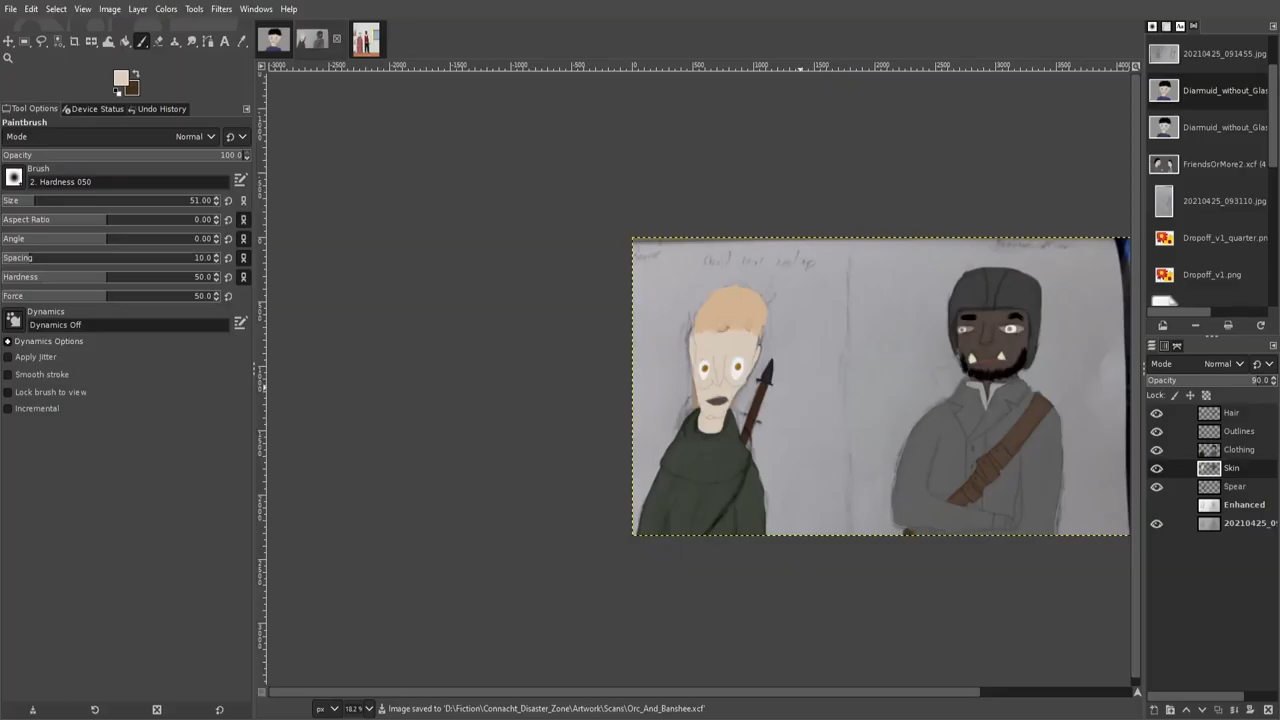 File Edit Select View Image Layer Colors Tools Filters Windows Help
Tool Options Device Status Undo History
Paintbrush
Mode Normal
Opacity 100.0
Brush
2. Hardness 050
Size 51.00
Aspect Ratio 0.00
Angle 0.00
Spacing 10.0
Hardness 50.0
Force 50.0
Dynamics
Dynamics Off
Dynamics Options
Apply Jitter
Smooth stroke
Lock brush to view
Incremental
px 18.2 Image saved to 'D:/Fiction/Connacht_Disaster_Zone/Artwork/Scans/Orc_And_Banshee.xcf'
20210425_091455.jpg
Diarmuid_without_Glas
Diarmuid_without_Glas
FriendsOrMore2.xcf (4
20210425_093110.jpg
Dropoff_v1_quarter.pn
Dropoff_v1.png
Mode Normal
Opacity 90.0
Lock:
Hair
Outlines
Clothing
Skin
Spear
Enhanced
20210425_09